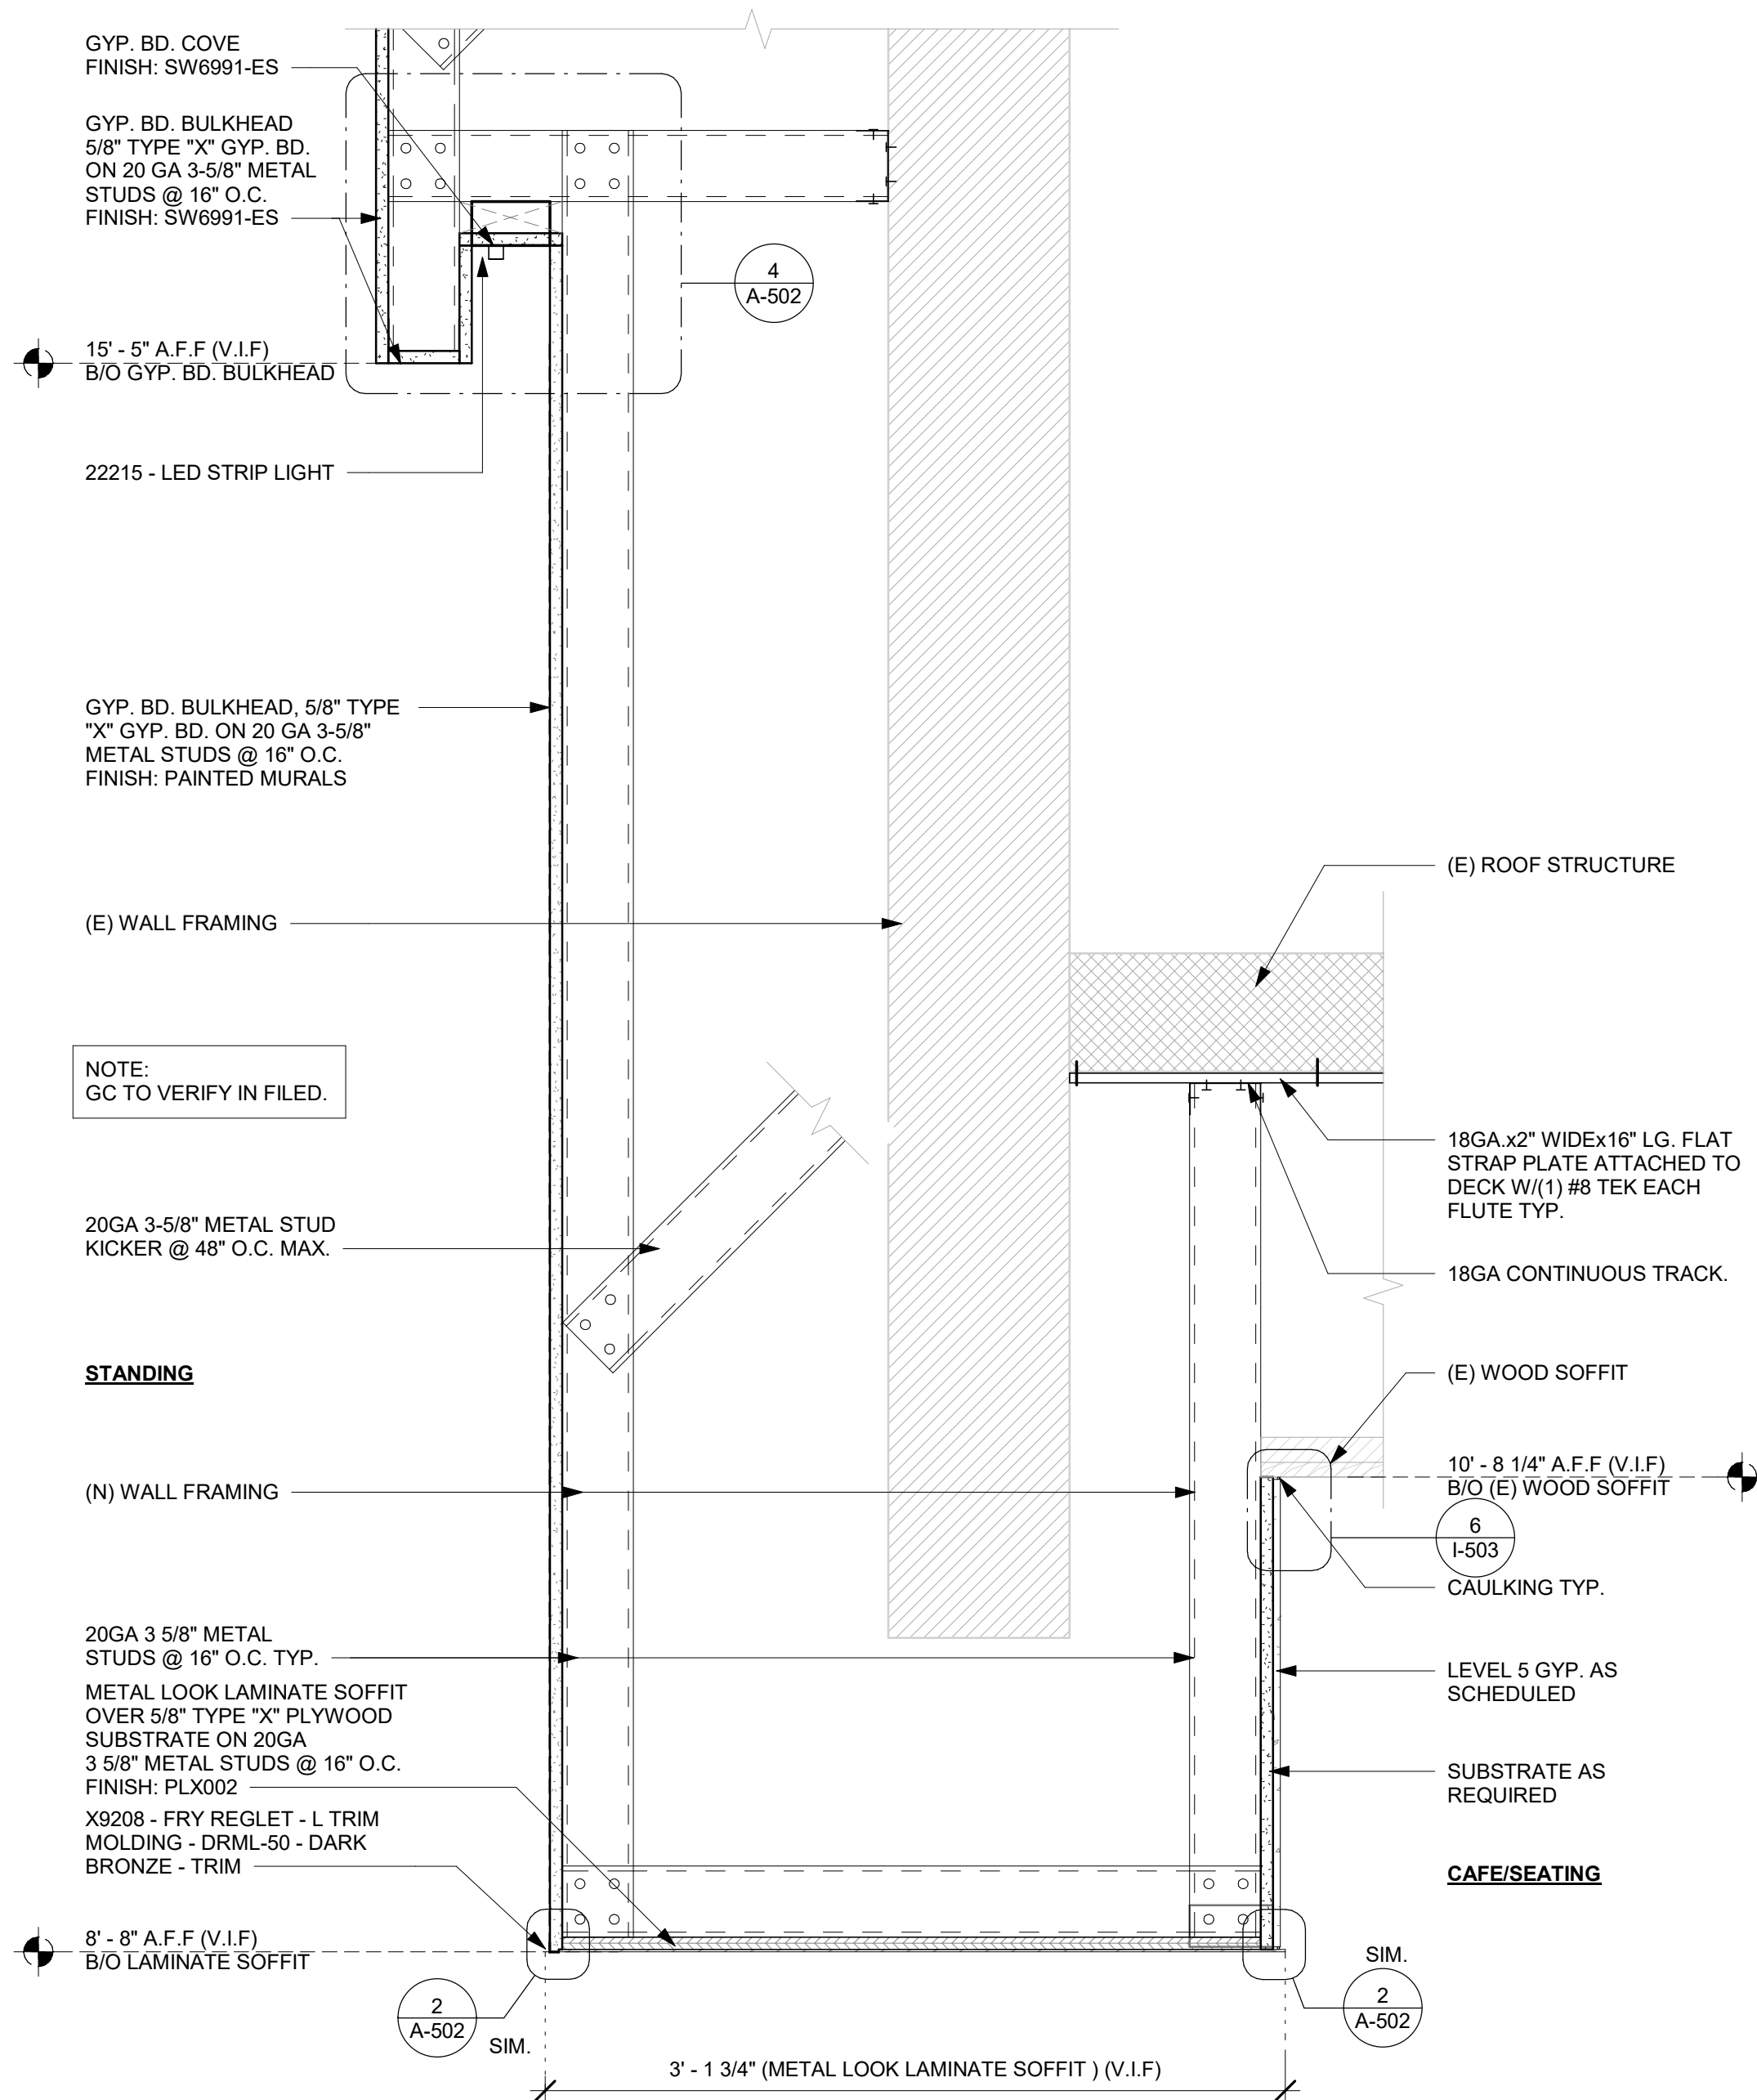 GYP. BD. COVE
FINISH: SW6991-ES
GYP. BD. BULKHEAD
5/8" TYPE "X" GYP. BD.
ON 20 GA 3-5/8" METAL
STUDS @ 16" O.C.
FINISH: SW6991-ES
4
A-502
15' - 5" A.F.F (V.I.F)
B/O GYP. BD. BULKHEAD
22215 - LED STRIP LIGHT
GYP. BD. BULKHEAD, 5/8" TYPE
"X" GYP. BD. ON 20 GA 3-5/8"
METAL STUDS @ 16" O.C.
FINISH: PAINTED MURALS
(E) WALL FRAMING
NOTE:
GC TO VERIFY IN FILED.
20GA 3-5/8" METAL STUD
KICKER @ 48" O.C. MAX.
STANDING
(N) WALL FRAMING
20GA 3 5/8" METAL
STUDS @ 16" O.C. TYP.
METAL LOOK LAMINATE SOFFIT
OVER 5/8" TYPE "X" PLYWOOD
SUBSTRATE ON 20GA
3 5/8" METAL STUDS @ 16" O.C.
FINISH: PLX002
X9208 - FRY REGLET - L TRIM
MOLDING - DRML-50 - DARK
BRONZE - TRIM
8' - 8" A.F.F (V.I.F)
B/O LAMINATE SOFFIT
2
A-502
SIM.
(E) ROOF STRUCTURE
18GA.x2" WIDEx16" LG. FLAT
STRAP PLATE ATTACHED TO
DECK W/(1) #8 TEK EACH
FLUTE TYP.
18GA CONTINUOUS TRACK.
(E) WOOD SOFFIT
10' - 8 1/4" A.F.F (V.I.F)
B/O (E) WOOD SOFFIT
6
I-503
CAULKING TYP.
LEVEL 5 GYP. AS
SCHEDULED
SUBSTRATE AS
REQUIRED
CAFE/SEATING
SIM.
2
A-502
3' - 1 3/4" (METAL LOOK LAMINATE SOFFIT ) (V.I.F)